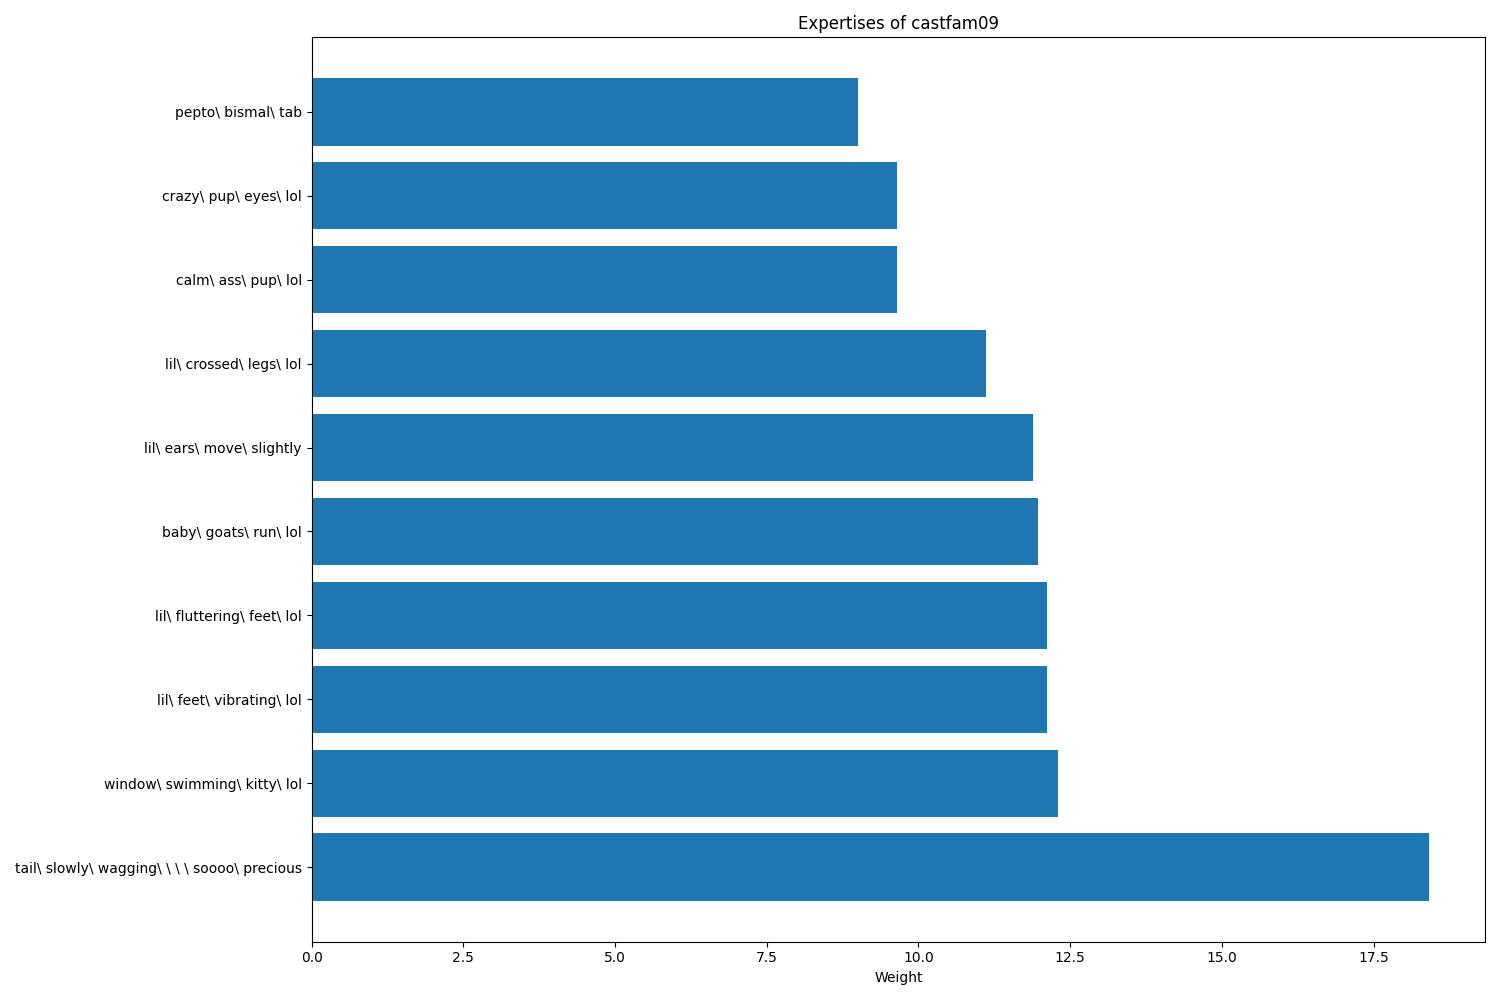 Expertises of castfam09
pepto\ bismal\ tab
crazy\ pup\ eyes\ lol
calm\ ass\ pup\ lol
lil\ crossed\ legs\ lol
lil\ ears\ move\ slightly
baby\ goats\ run\ lol
lil\ fluttering\ feet\ lol
lil\ feet\ vibrating\ lol
window\ swimming\ kitty\ lol
tail\ slowly\ wagging\ \ \ \ soooo\ precious
0.0 2.5 5.0 7.5 10.0 12.5 15.0 17.5
Weight